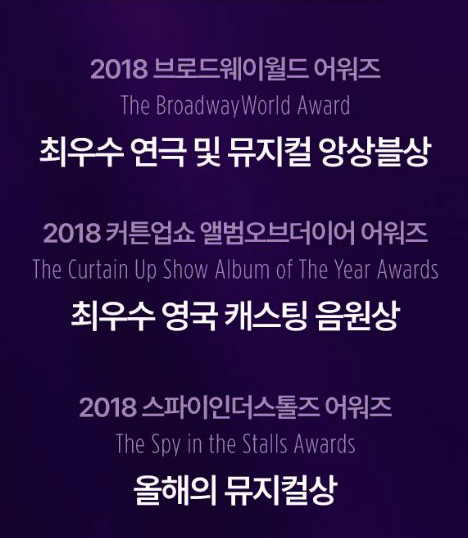 2018 브로드웨이월드 어워즈
The BroadwayWorld Award
최우수 연극 및 뮤지컬 앙상블상
2018 커튼업쇼 앨범오브더이어 어워즈
The Curtain Up Show Album of The Year Awards
최우수 영국 캐스팅 음원상
2018 스파이인더스톨즈 어워즈
The Spy in the Stalls Awards
올해의 뮤지컬상